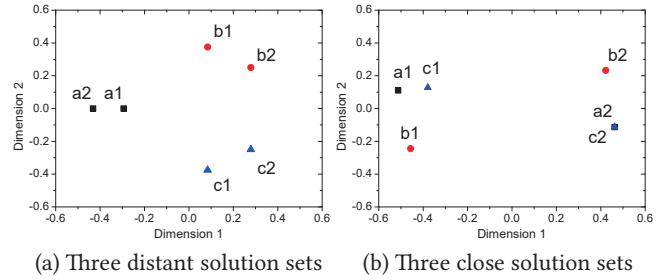 0.6
0.4
0.2
0.0
-0.2
-0.4
-0.6
Dimension 2
-0.6 -0.4 -0.2 0.0 0.2 0.4 0.6
Dimension 1
b1
b2
a2 a1
c1
c2
(a) Three distant solution sets
0.6
0.4
0.2
0.0
-0.2
-0.4
-0.6
Dimension 2
-0.6 -0.4 -0.2 0.0 0.2 0.4 0.6
Dimension 1
b2
a1 c1
a2
c2
b1
(b) Three close solution sets